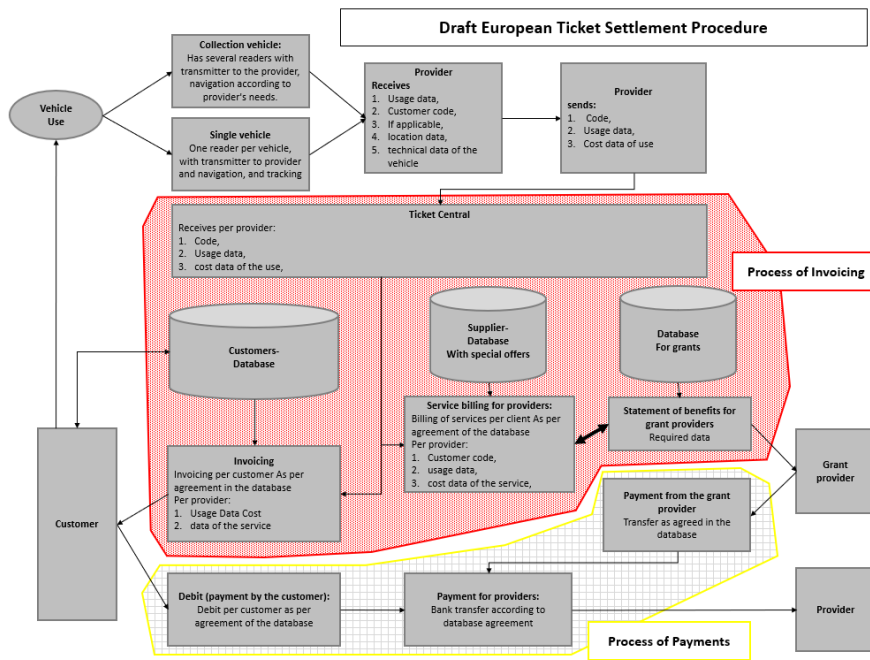 Draft European Ticket Settlement Procedure
Collection vehicle:
Has several readers with
transmitter to the provider,
navigation according to
provider's needs.
Provider
Receives
1. Usage data,
2. Customer code,
3. If applicable,
4. location data,
5. technical data of the
vehicle
Provider
sends:
1. Code,
2. Usage data,
3. Cost data of use
Vehicle
Use
Single vehicle
One reader per vehicle,
with transmitter to provider
and navigation, and tracking
Ticket Central
Receives per provider:
1. Code,
2. Usage data,
3. cost data of the use,
Process of Invoicing
Customers-
Database
Supplier-
Database
With special offers
Database
For grants
Service billing for providers:
Billing of services per client As per
agreement of the database
Per provider:
1. Customer code,
2. usage data,
3. cost data of the service,
Statement of benefits for
grant providers
Required data
Invoicing
Invoicing per customer As per
agreement in the database
Per provider:
1. Usage Data Cost
2. data of the service
Customer
Grant
provider
Payment from the grant
provider
Transfer as agreed in the
database
Debit (payment by the customer):
Debit per customer as per
agreement of the database
Payment for providers:
Bank transfer according to
database agreement
Provider
Process of Payments